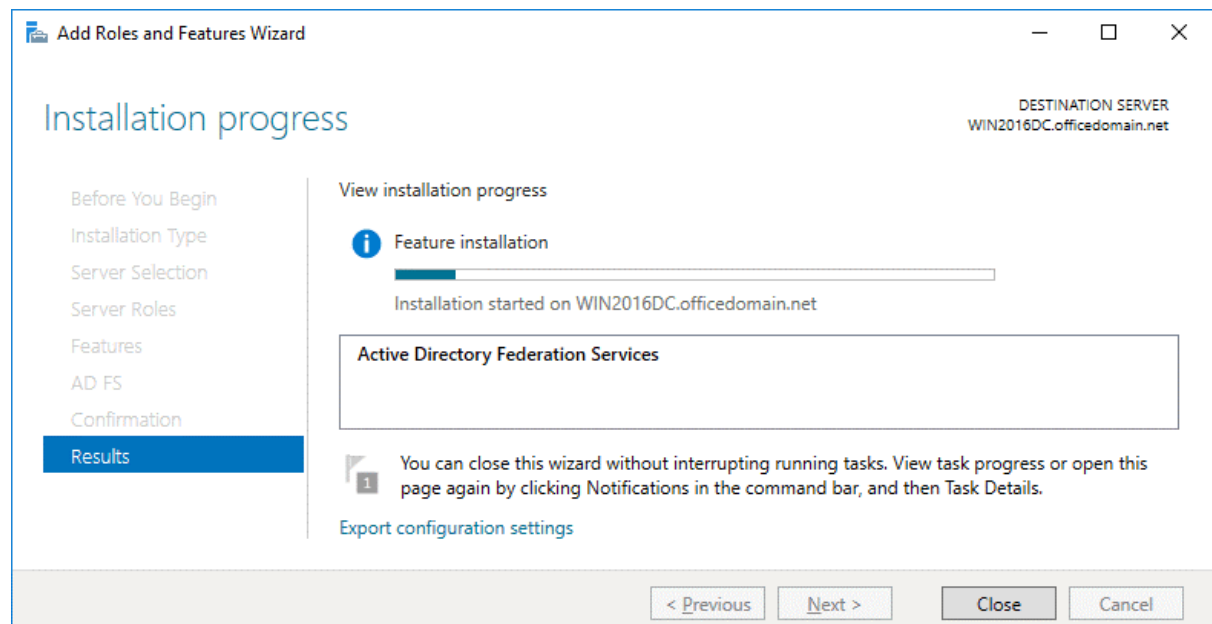 Add Roles and Features Wizard
Installation progress
DESTINATION SERVER
WIN2016DC.officedomain.net
Before You Begin
Installation Type
Server Selection
Server Roles
Features
AD FS
Confirmation
Results
View installation progress
Feature installation
Installation started on WIN2016DC.officedomain.net
Active Directory Federation Services
1
You can close this wizard without interrupting running tasks. View task progress or open this
page again by clicking Notifications in the command bar, and then Task Details.
Export configuration settings
< Previous
Next >
Close
Cancel